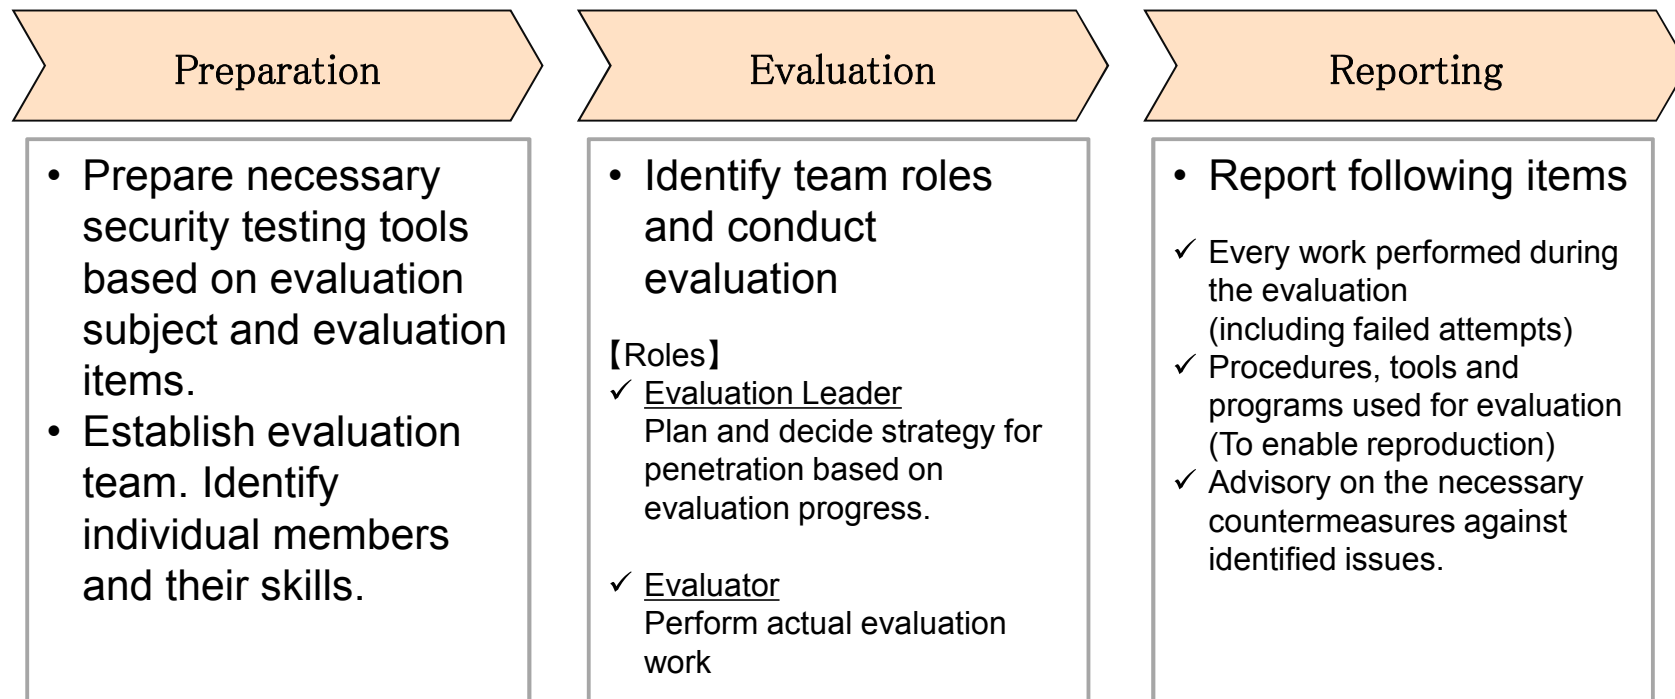 Preparation
• Prepare necessary
security testing tools
based on evaluation
subject and evaluation
items.
• Establish evaluation
team. Identify
individual members
and their skills.
Evaluation
• Identify team roles
and conduct
evaluation
【Roles】
✓ Evaluation Leader
Plan and decide strategy for
penetration based on
evaluation progress.
✓ Evaluator
Perform actual evaluation
work
Reporting
• Report following items
✓ Every work performed during
the evaluation
(including failed attempts)
✓ Procedures, tools and
programs used for evaluation
(To enable reproduction)
✓ Advisory on the necessary
countermeasures against
identified issues.